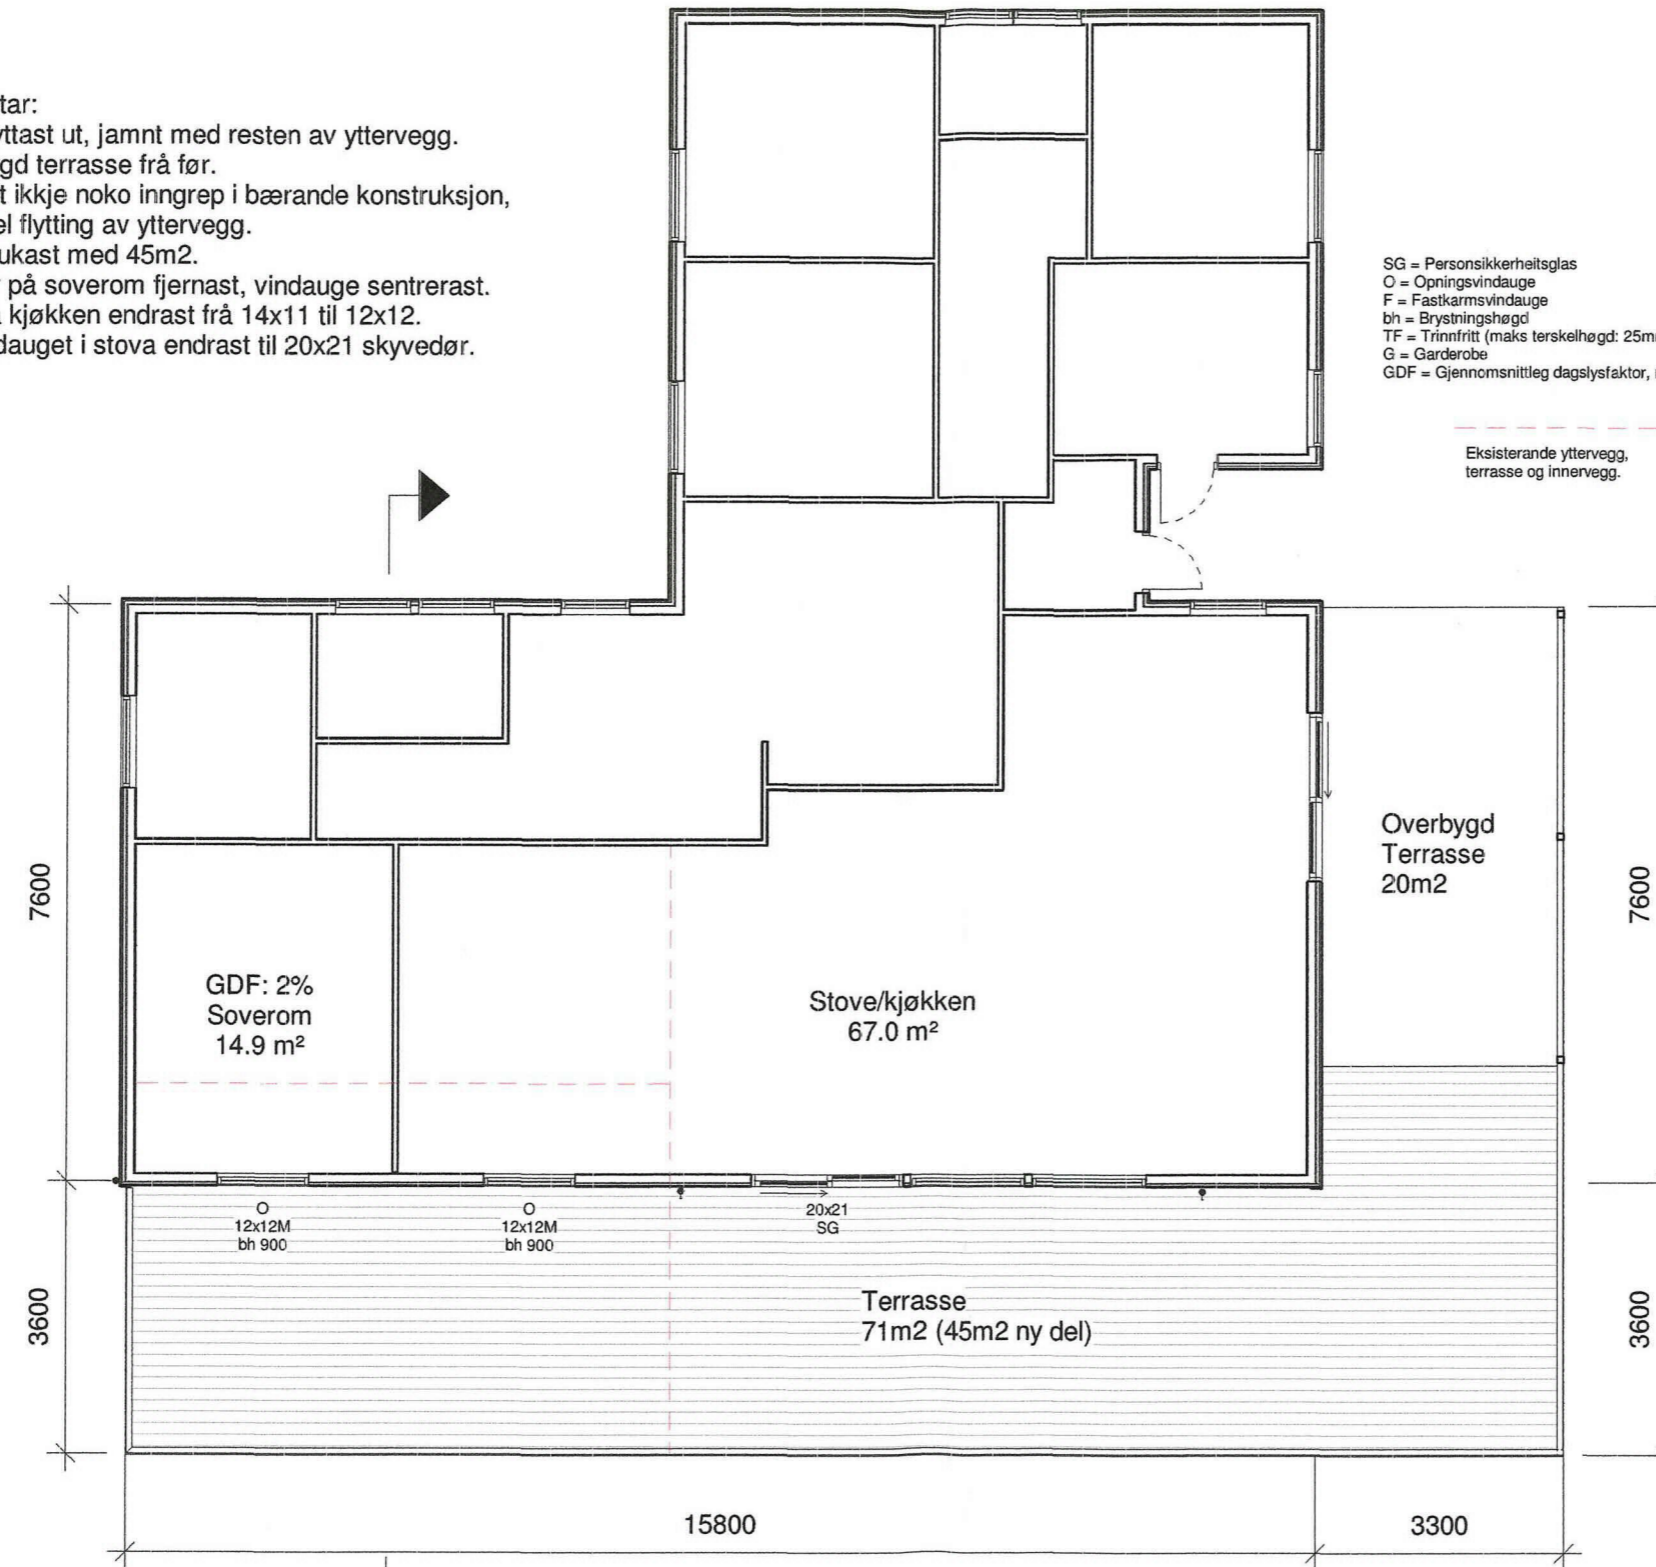 tar:
ttast ut, jamnt med resten av yttervegg.
gd terrasse frå før.
t ikkje noko inngrep i bærande konstruksjon,
el flytting av yttervegg.
ukast med 45m2.
på soverom fjernast, vindauge sentrerast.
kjøkken endrast frå 14x11 til 12x12.
dauget i stova endrast til 20x21 skyvedør.
SG = Personsikkerheitsglas
O = Opningsvindauge
F = Fastkarmsvindauge
bh = Brystningshøgd
TF = Trinnfritt (maks terskelhøgd: 25m
G = Garderobe
GDF = Gjennomsnittleg dagslysfaktor,
Eksisterande yttervegg,
terrasse og innervegg.
7600
Overbygd
Terrasse
20m2
7600
GDF: 2%
Soverom
14.9 m²
Stove/kjøkken
67.0 m²
O
12x12M
bh 900
O
12x12M
bh 900
20x21
SG
3600
Terrasse
71m2 (45m2 ny del)
3600
15800
3300